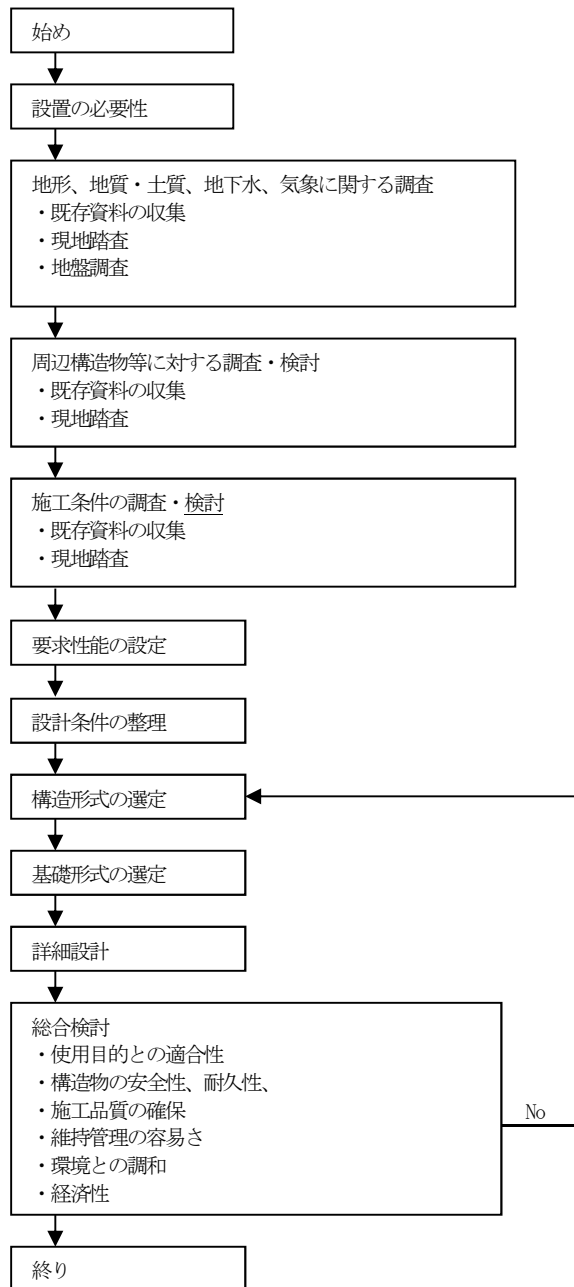 始め
設置の必要性
地形、地質・土質、地下水、気象に関する調査
・既存資料の収集
・現地踏査
・地盤調査
周辺構造物等に対する調査・検討
・既存資料の収集
・現地踏査
施工条件の調査・検討
・既存資料の収集
・現地踏査
要求性能の設定
設計条件の整理
構造形式の選定
基礎形式の選定
詳細設計
総合検討
・使用目的との適合性
・構造物の安全性、耐久性、
・施工品質の確保
・維持管理の容易さ
・環境との調和
・経済性
No
終り